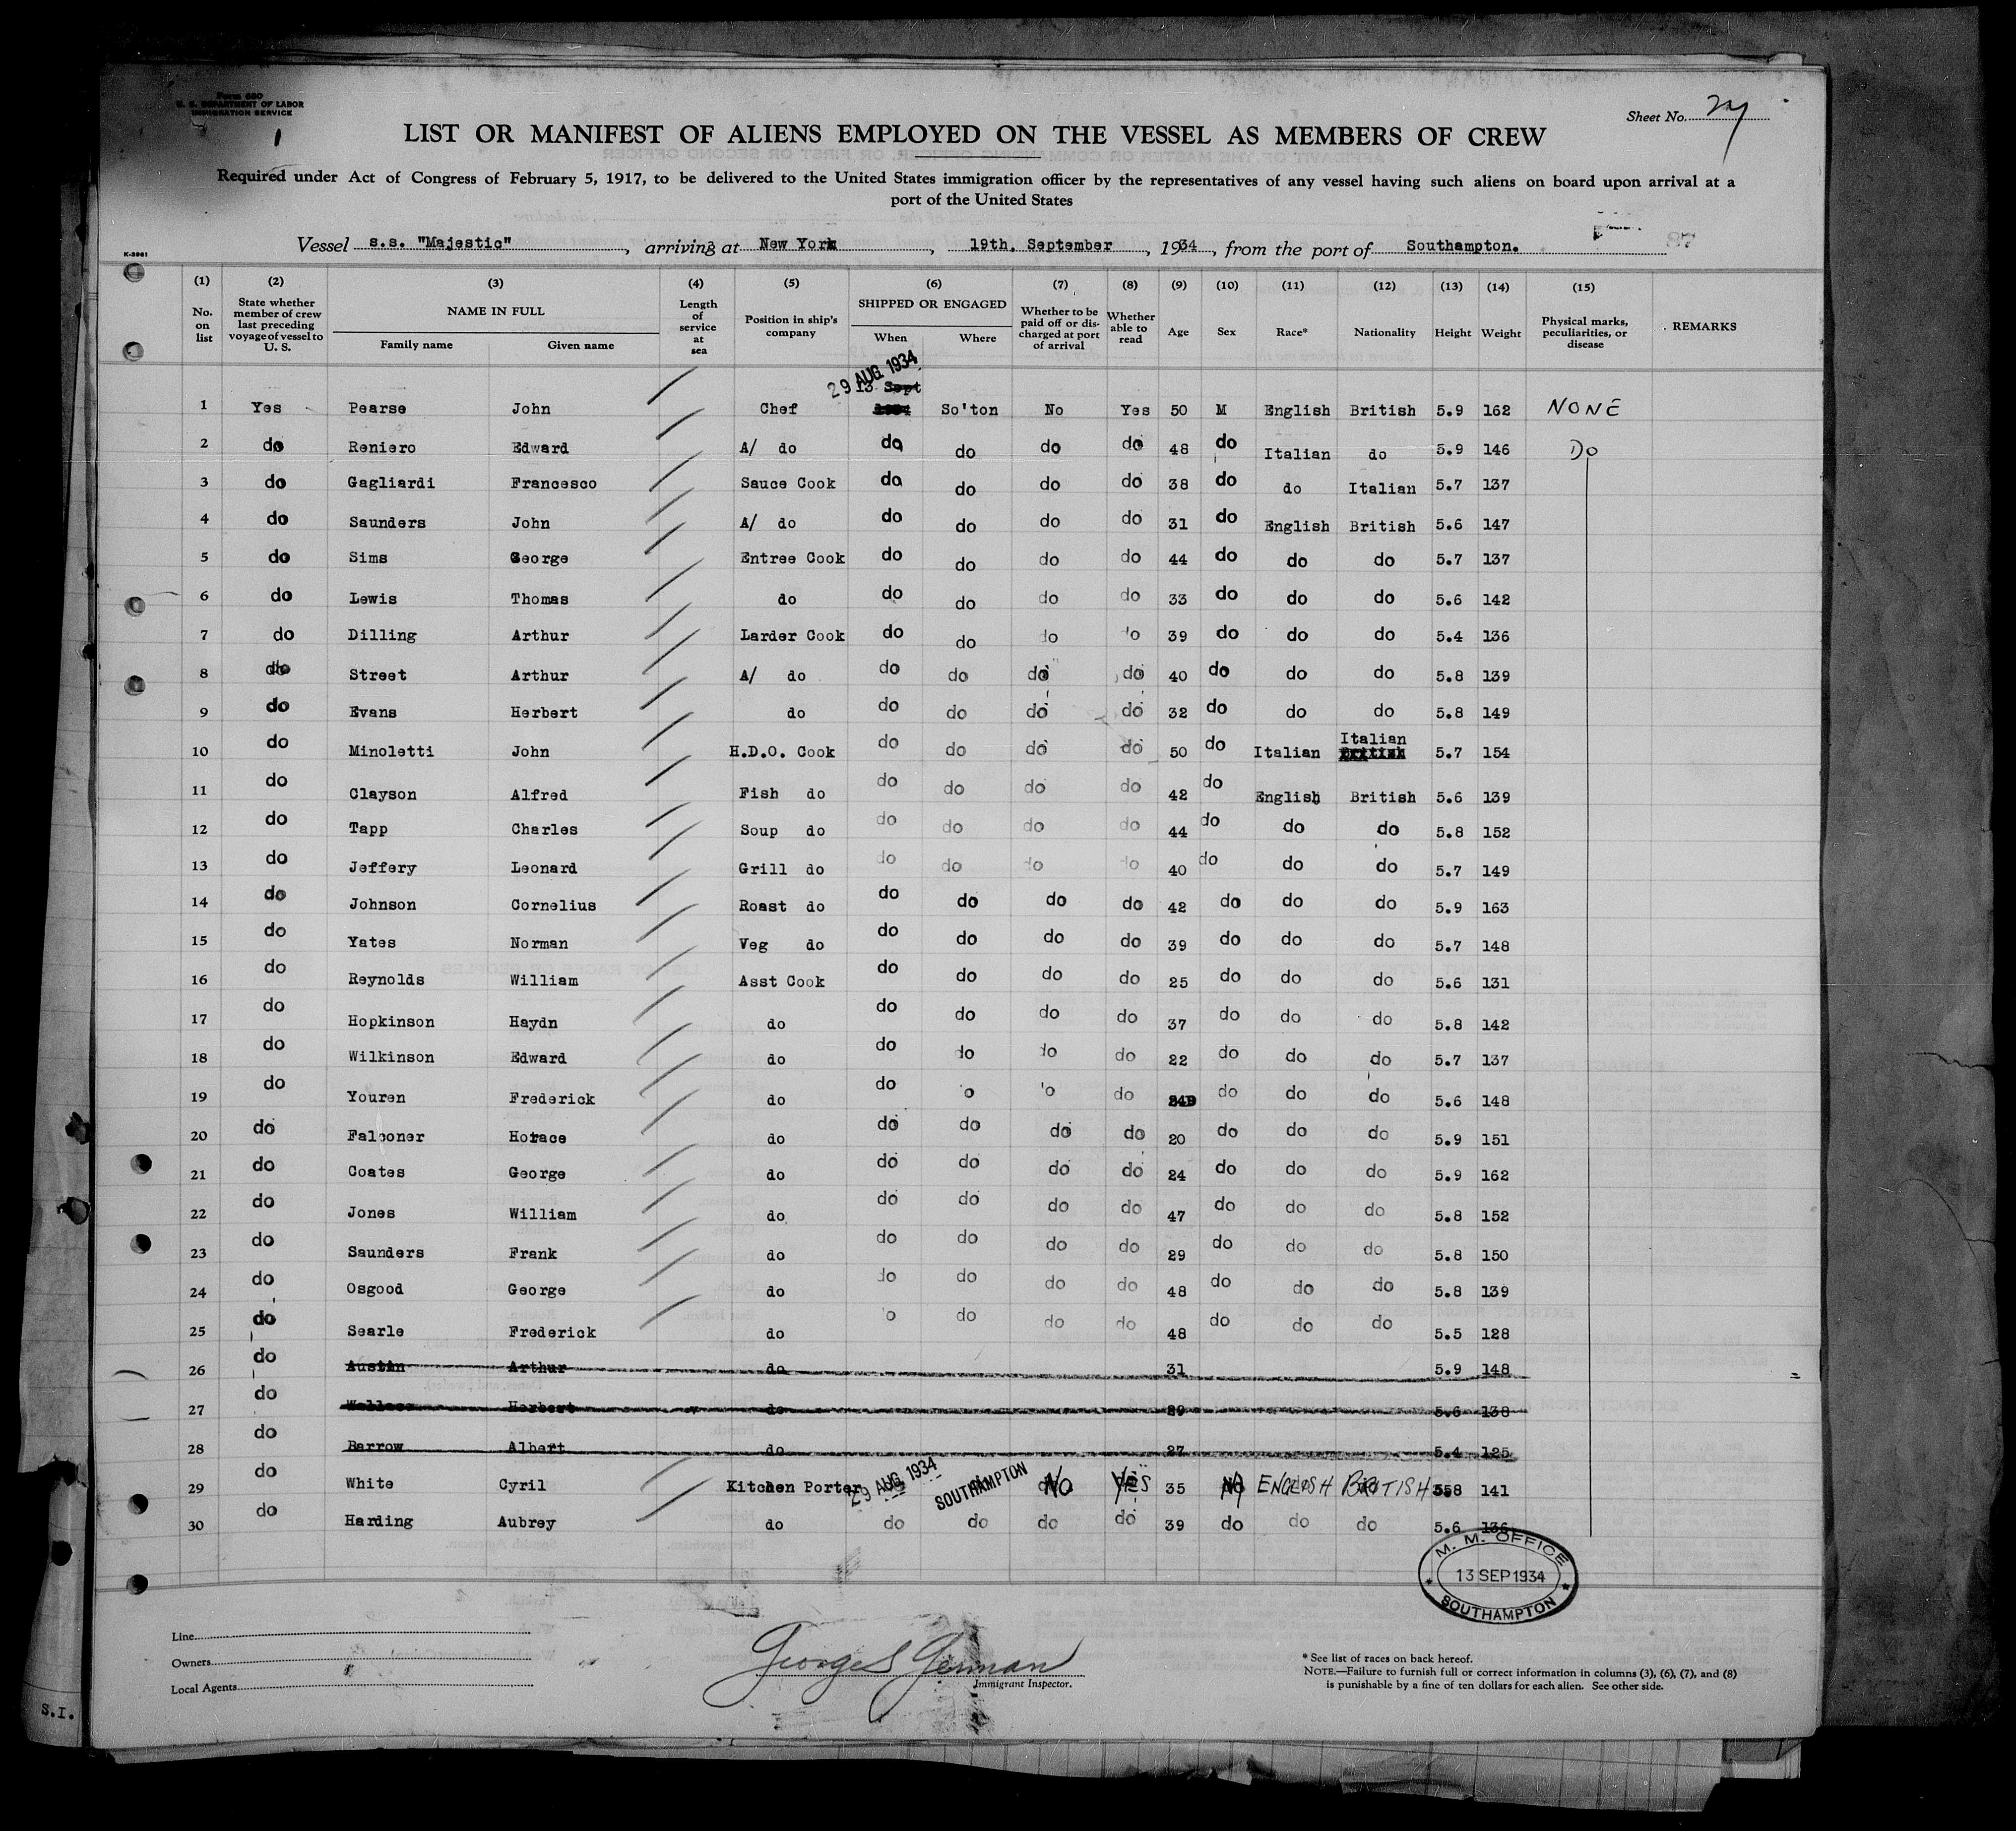 Form 680
U. S. DEPARTMENT OF LABOR
IMMIGRATION SERVICE
Sheet No.
LIST OR MANIFEST OF ALIENS EMPLOYED ON THE VESSEL AS MEMBERS OF CREW
Required under Act of Congress of February 5, 1917, to be delivered to the United States immigration officer by the representatives of any vessel having such aliens on board upon arrival at a
port of the United States
Vessel s.s. "Majestic", arriving at New York, 19th. September, 1934, from the port of Southampton.
(1) (2) (3) (4) (5) (6) (7) (8) (9) (10) (11) (12) (13) (14) (15)
No. on list State whether member of crew last preceding voyage of vessel to U. S. NAME IN FULL Family name Given name Length of service at sea Position in ship's company SHIPPED OR ENGAGED When Where Whether to be paid off or discharged at port of arrival Whether able to read Age Sex Race* Nationality Height Weight Physical marks, peculiarities, or disease REMARKS
29 AUG. 1934
13 Sept
1 Yes Pearse John Chef 1934 So'ton No Yes 50 M English British 5.9 162 NONE
2 do Reniero Edward A/ do do do do do 48 do Italian do 5.9 146 Do
3 do Gagliardi Francesco Sauce Cook do do do do 38 do do Italian 5.7 137
4 do Saunders John A/ do do do do do 31 do English British 5.6 147
5 do Sims George Entree Cook do do do do 44 do do do 5.7 137
6 do Lewis Thomas do do do do do 33 do do do 5.6 142
7 do Dilling Arthur Larder Cook do do do do 39 do do do 5.4 136
8 do Street Arthur A/ do do do do do 40 do do do 5.8 139
9 do Evans Herbert do do do do do 32 do do do 5.8 149
10 do Minoletti John H.D.O. Cook do do do do 50 do Italian Italian British 5.7 154
11 do Clayson Alfred Fish do do do do do 42 do English British 5.6 139
12 do Tapp Charles Soup do do do do do 44 do do do 5.8 152
13 do Jeffery Leonard Grill do do do do do 40 do do do 5.7 149
14 do Johnson Cornelius Roast do do do do do 42 do do do 5.9 163
15 do Yates Norman Veg do do do do do 39 do do do 5.7 148
16 do Reynolds William Asst Cook do do do do 25 do do do 5.6 131
17 do Hopkinson Haydn do do do do do 37 do do do 5.8 142
18 do Wilkinson Edward do do do do do 22 do do do 5.7 137
19 do Youren Frederick do do do do do do do do 5.6 148
20 do Falconer Horace do do do do do 20 do do do 5.9 151
21 do Coates George do do do do do 24 do do do 5.9 162
22 do Jones William do do do do do 47 do do do 5.8 152
23 do Saunders Frank do do do do do 29 do do do 5.8 150
24 do Osgood George do do do do do 48 do do do 5.8 139
25 do Searle Frederick do do do do do 48 do do do 5.5 128
26 do Austin Arthur do 31 5.9 148
27 do Wallace Herbert do 29 5.6 138
28 do Barrow Albert do 27 5.4 125
29 do White Cyril Kitchen Porter 29 AUG. 1934 SOUTHAMPTON No Yes 35 M ENGLISH BRITISH 5.8 141
30 do Harding Aubrey do do do do do 39 do do do 5.6 136
M. M. OFFICE
13 SEP 1934
SOUTHAMPTON
Line
Owners
Local Agents
George S German
Immigrant Inspector.
* See list of races on back hereof.
NOTE.—Failure to furnish full or correct information in columns (3), (6), (7), and (8)
is punishable by a fine of ten dollars for each alien. See other side.
S.I.